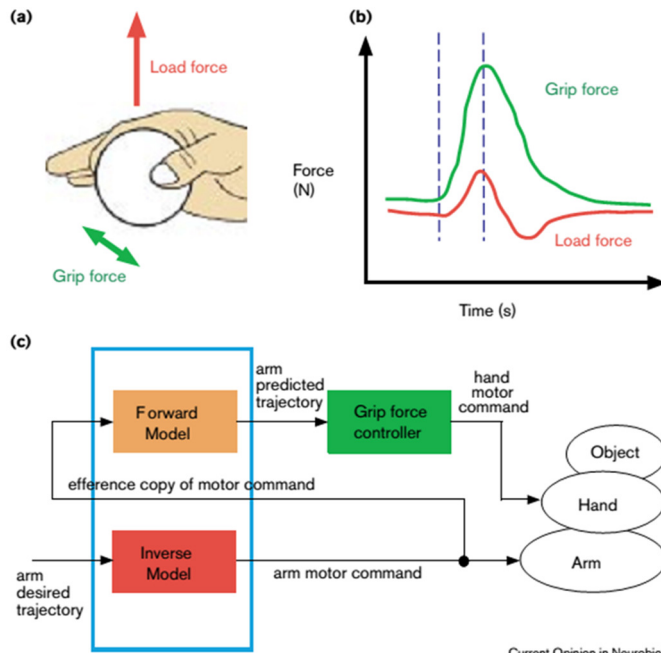 (a)
Load force
Grip force
(b)
Force
(N)
Grip force
Load force
Time (s)
(c)
arm
predicted
trajectory
hand
motor
command
Forward
Model
Grip force
controller
Object
efference copy of motor command
Hand
Inverse
Model
Arm
arm
desired
trajectory
arm motor command
Current Opinion in